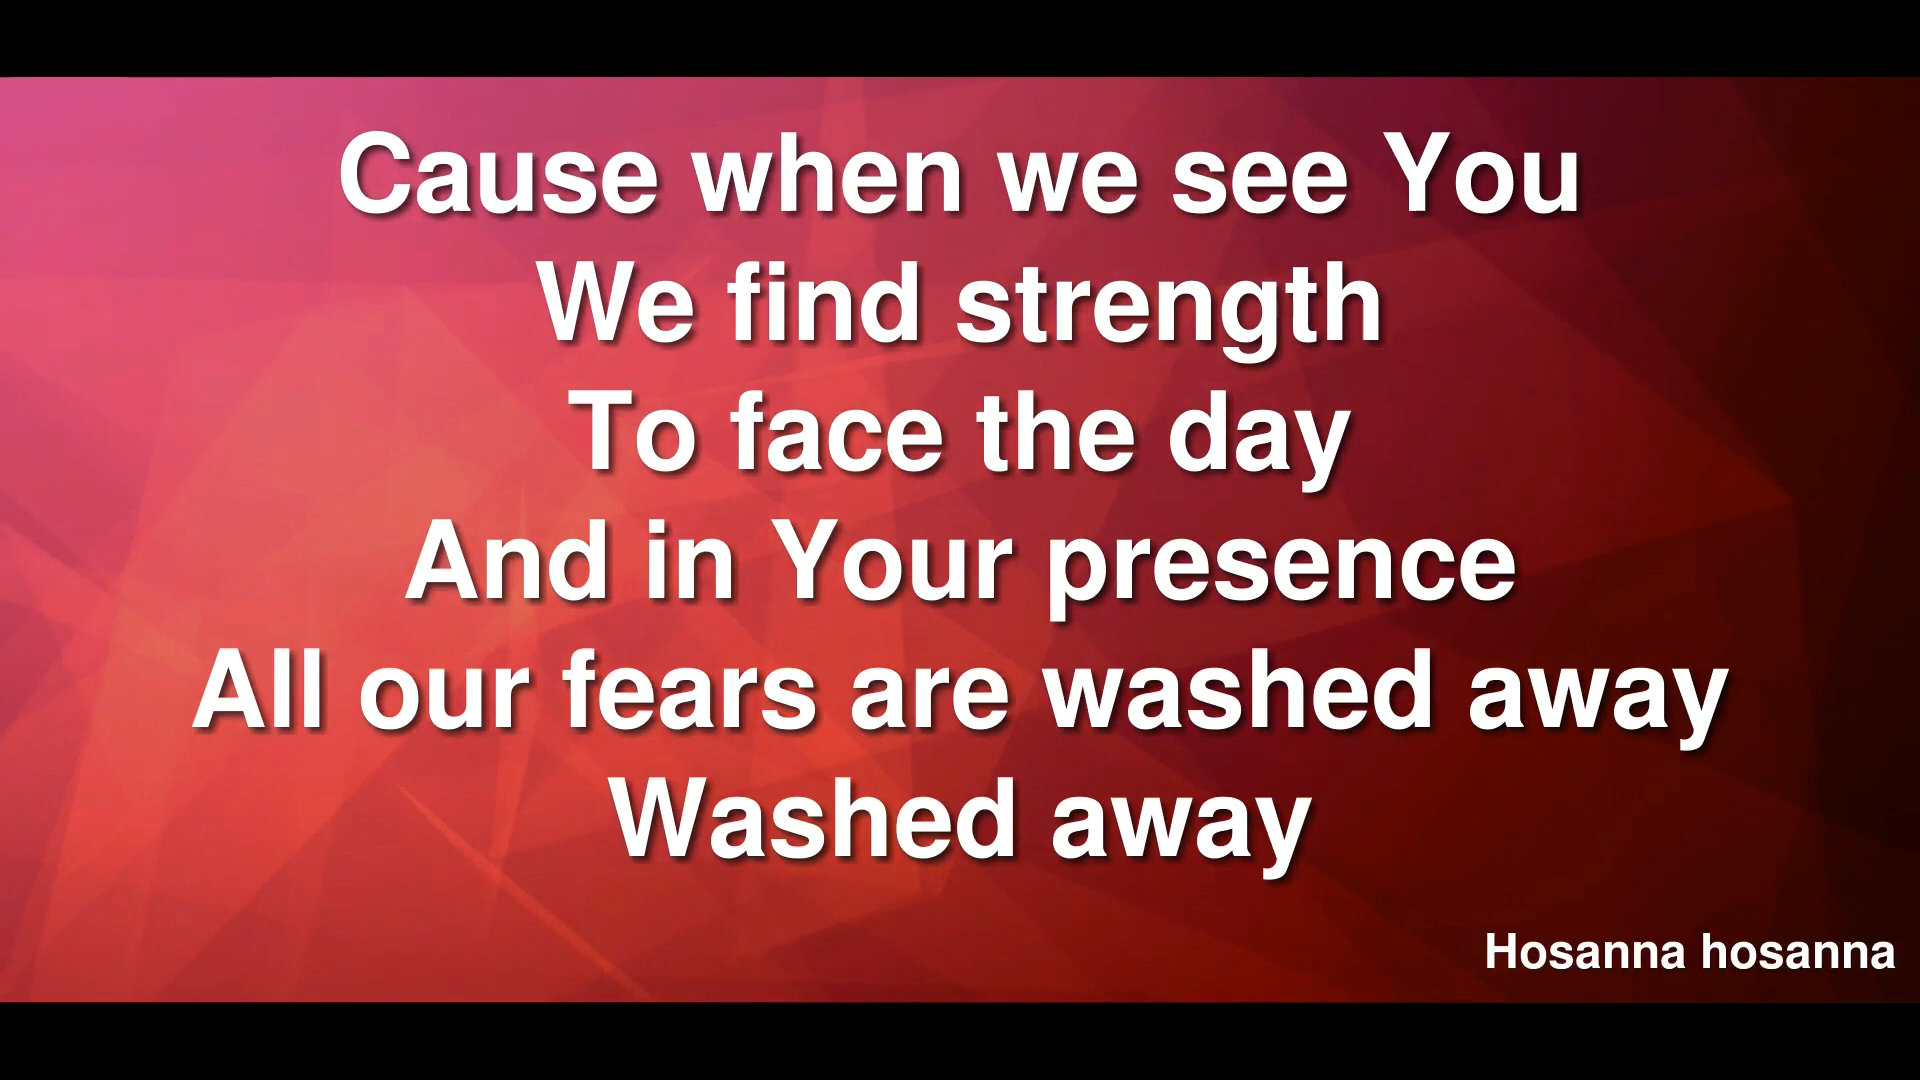 Cause when we see You
We find strength
To face the day
And in Your presence
All our fears are washed away
Washed away
Hosanna hosanna